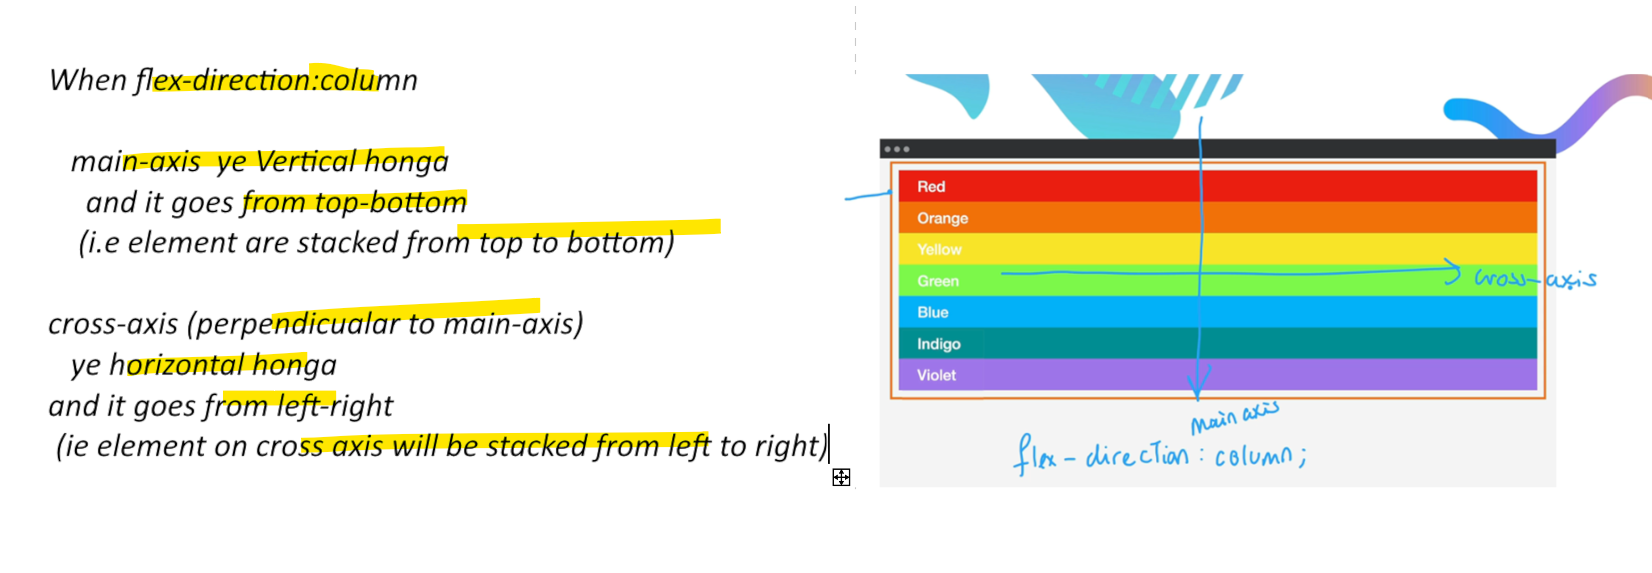 When flex-direction:column
main-axis ye Vertical honga
and it goes from top-bottom
(i.e element are stacked from top to bottom)
cross-axis (perpendicualar to main-axis)
ye horizontal honga
and it goes from left-right
(ie element on cross axis will be stacked from left to right)
Red
Orange
Yellow
Green
cross-axis
Blue
Indigo
Violet
Main axis
flex-direction: column;